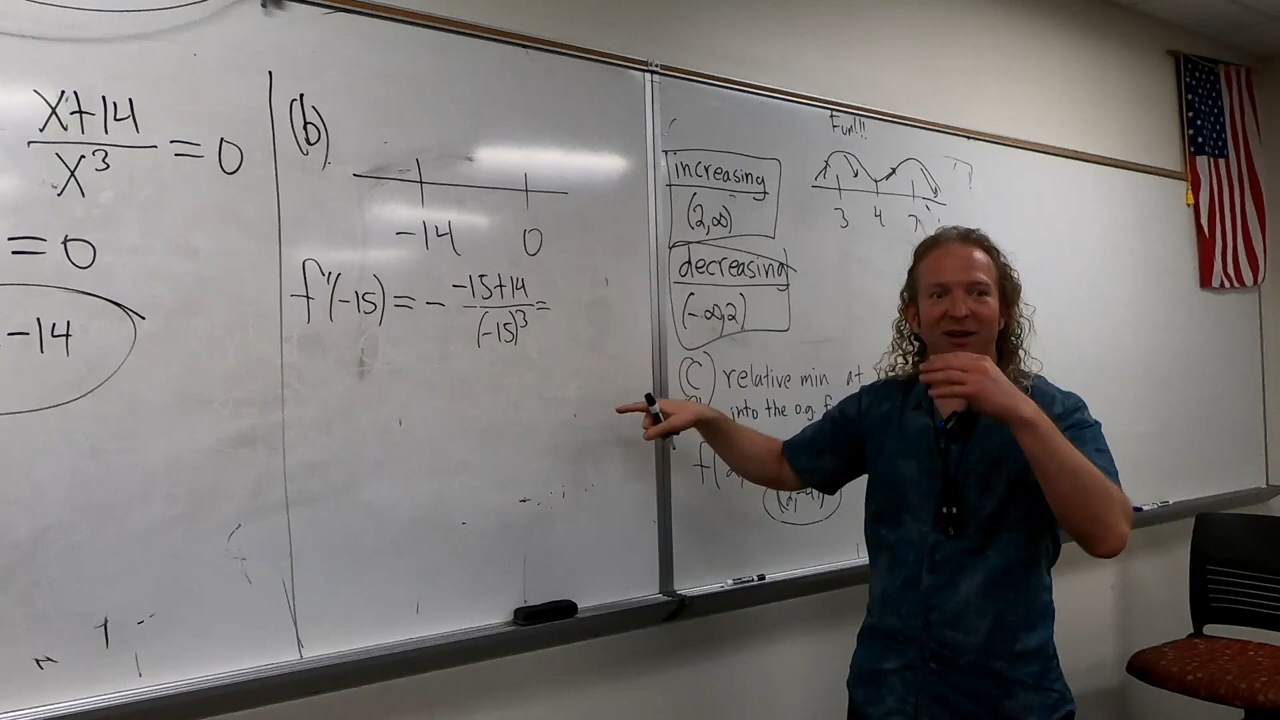 x+14
x³
= 0
= 0
-14
(b)
-14 0
f'(-15) = - -15+14
(-15)³ =
increasing
(2,∞)
decreasing
(-∞,2)
Fun!!!
3 4 7
(C) relative min at
into the o.g. f
f(2,